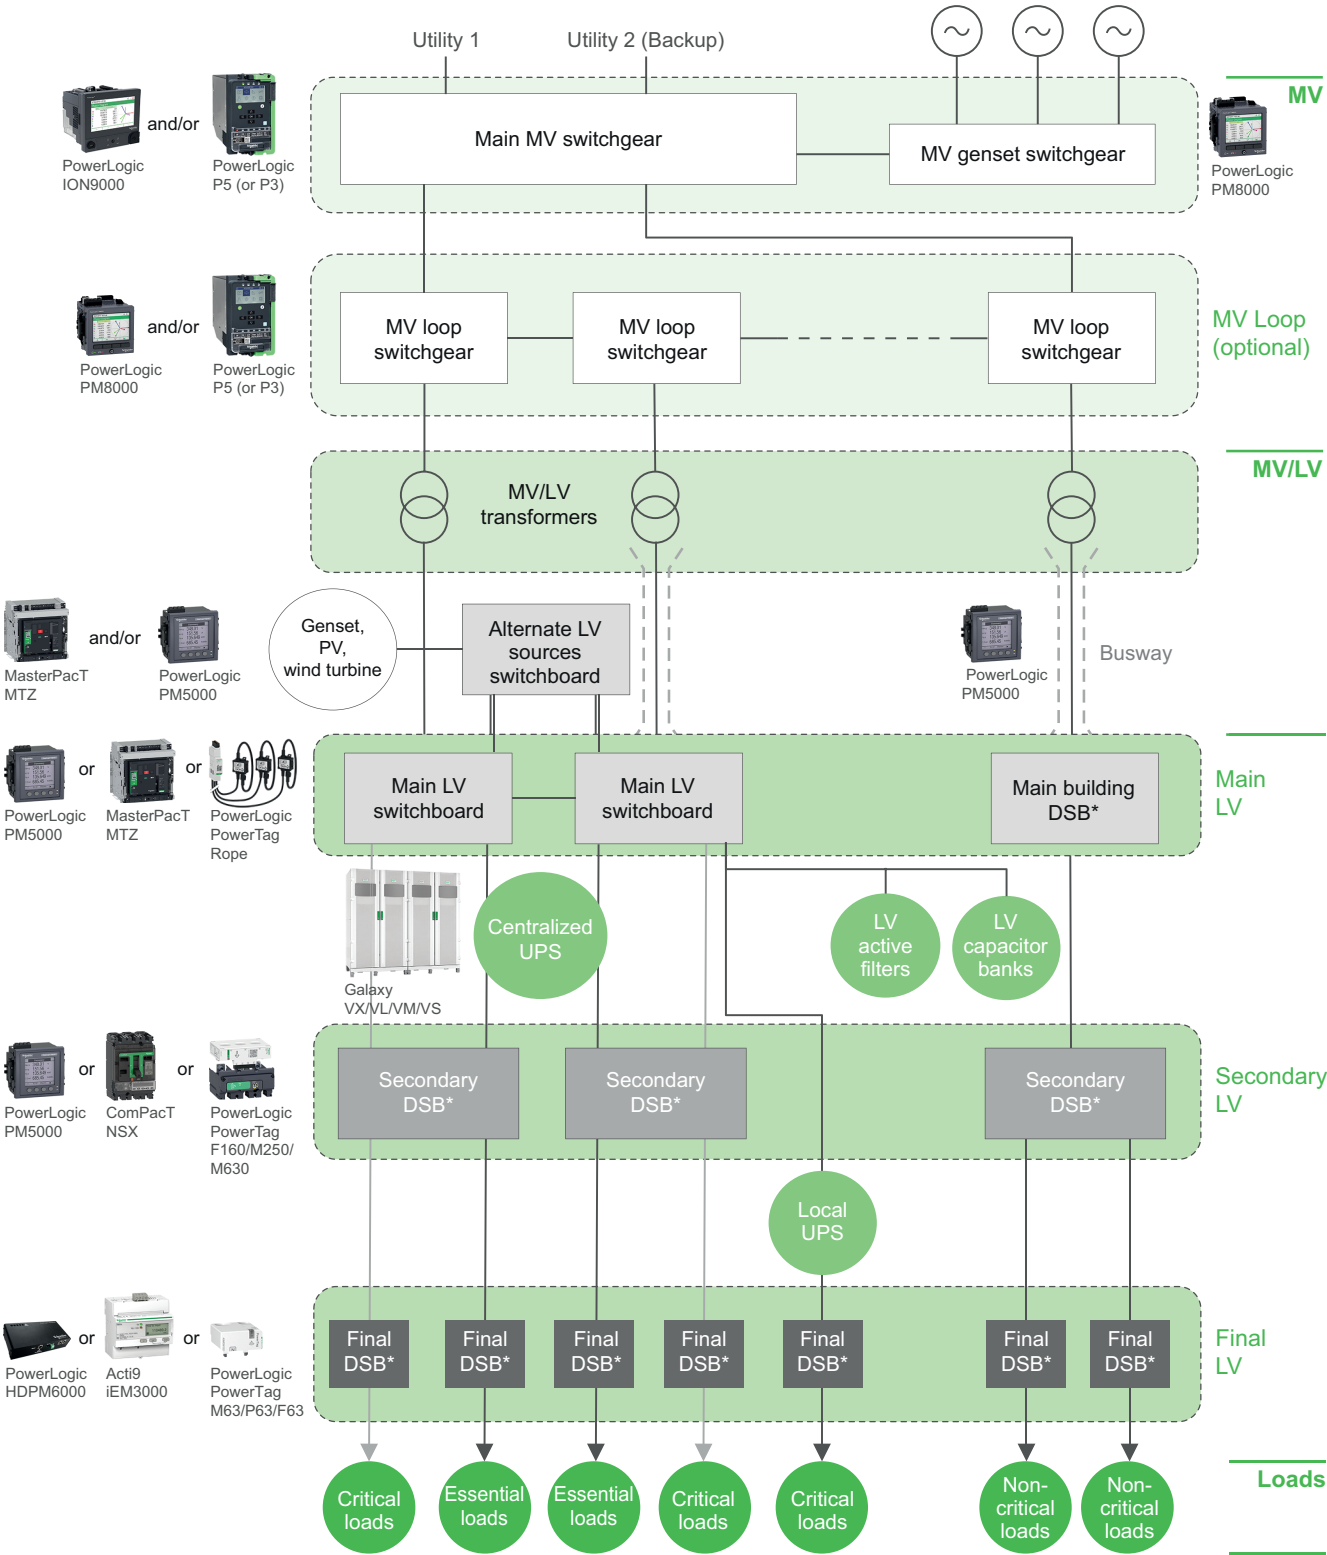 Utility 1
Utility 2 (Backup)
MV
Main MV switchgear
MV genset switchgear
and/or
PowerLogic
ION9000
PowerLogic
P5 (or P3)
PowerLogic
PM8000
MV loop
switchgear
MV loop
switchgear
MV loop
switchgear
MV Loop
(optional)
and/or
PowerLogic
PM8000
PowerLogic
P5 (or P3)
MV/LV
MV/LV
transformers
Genset,
PV,
wind turbine
Alternate LV
sources
switchboard
and/or
MasterPacT
MTZ
PowerLogic
PM5000
PowerLogic
PM5000
Busway
Main LV
switchboard
Main LV
switchboard
Main building
DSB*
Main
LV
or
or
PowerLogic
PM5000
MasterPacT
MTZ
PowerLogic
PowerTag
Rope
Centralized
UPS
LV
active
filters
LV
capacitor
banks
Galaxy
VX/VL/VM/VS
Secondary
DSB*
Secondary
DSB*
Secondary
DSB*
Secondary
LV
or
or
PowerLogic
PM5000
ComPacT
NSX
PowerLogic
PowerTag
F160/M250/
M630
Local
UPS
Final
DSB*
Final
DSB*
Final
DSB*
Final
DSB*
Final
DSB*
Final
DSB*
Final
DSB*
Final
LV
or
or
PowerLogic
HDPM6000
Acti9
iEM3000
PowerLogic
PowerTag
M63/P63/F63
Loads
Critical
loads
Essential
loads
Essential
loads
Critical
loads
Critical
loads
Non-
critical
loads
Non-
critical
loads